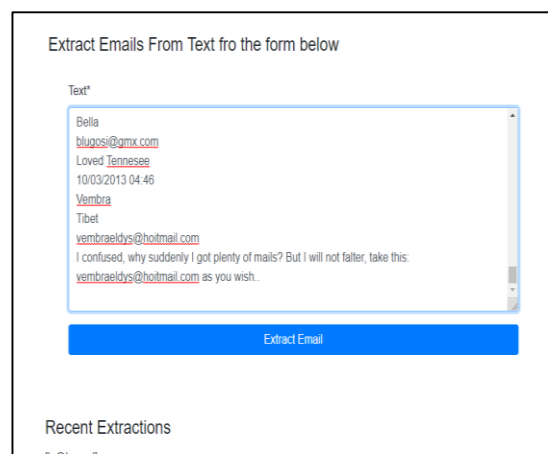 Extract Emails From Text fro the form below
Text*
Bella
blugosi@gmx.com
Loved Tennesee
10/03/2013 04:46
Vembra
Tibet
vembraeldys@hoitmail.com
I confused, why suddenly I got plenty of mails? But I will not falter, take this:
vembraeldys@hoitmail.com as you wish..
Extract Email
Recent Extractions